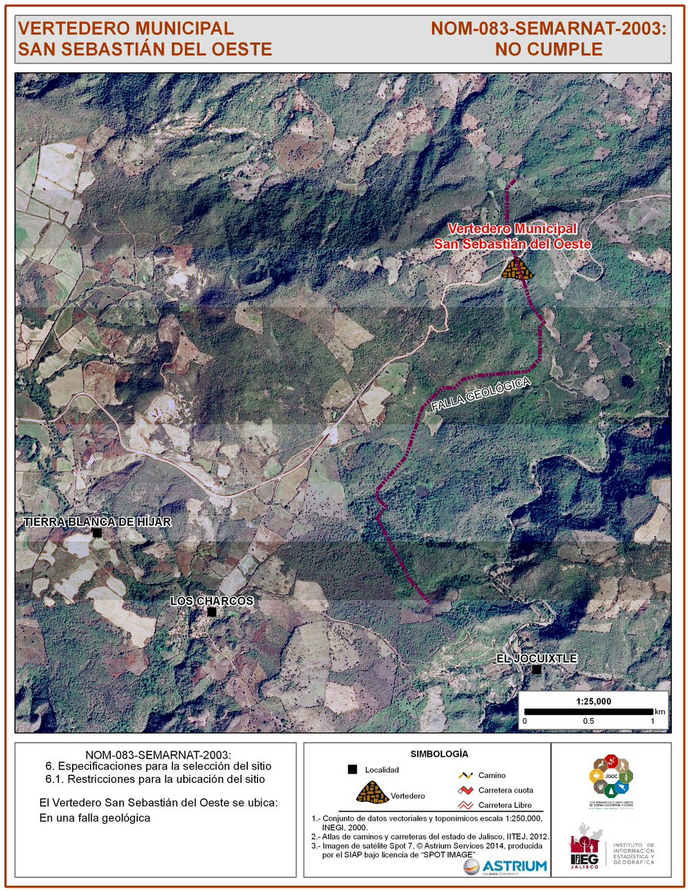 VERTEDERO MUNICIPAL
SAN SEBASTIÁN DEL OESTE
NOM-083-SEMARNAT-2003:
NO CUMPLE
Vertedero Municipal
San Sebastián del Oeste
FALLA GEOLÓGICA
TIERRA BLANCA DE HÍJAR
LOS CHARCOS
EL JOCUIXTLE
1:25,000
km
0 0.5 1
NOM-083-SEMARNAT-2003:
6. Especificaciones para la selección del sitio
6.1. Restricciones para la ubicación del sitio
El Vertedero San Sebastián del Oeste se ubica:
En una falla geológica
SIMBOLOGÍA
Localidad
Vertedero
Camino
Carretera cuota
Carretera Libre
1.- Conjunto de datos vectoriales y toponimicos escala 1:250,000,
INEGI, 2000.
2.- Atlas de caminos y carreteras del estado de Jalisco, IITEJ, 2012.
3.- Imagen de satélite Spot 7, © Astrium Services 2014, producida
por el SIAP bajo licencia de “SPOT IMAGE”
ASTRIUM
IIEG
JALISCO
INSTITUTO DE
INFORMACIÓN
ESTADÍSTICA Y
GEOGRÁFICA